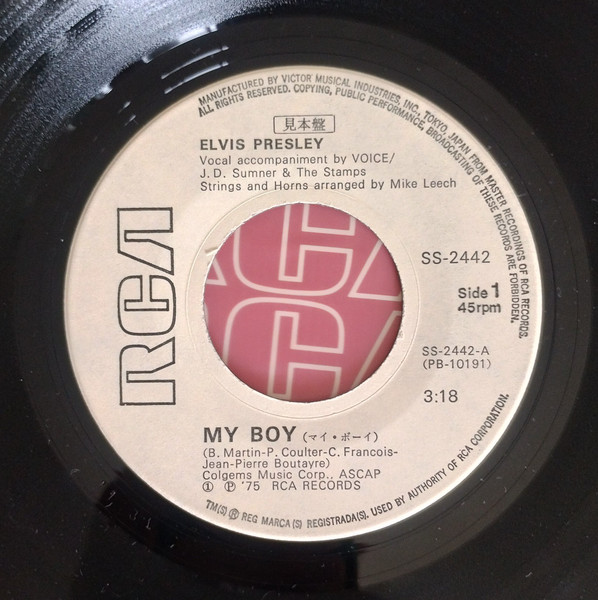 MANUFACTURED BY VICTOR MUSICAL INDUSTRIES, INC., TOKYO, JAPAN FROM MASTER RECORDINGS OF RCA RECORDS.
ALL RIGHTS RESERVED. COPYING, PUBLIC PERFORMANCE, BROADCASTING OF THESE RECORDS ARE FORBIDDEN.
見本盤
ELVIS PRESLEY
Vocal accompaniment by VOICE/
J.D. Sumner & The Stamps
Strings and Horns arranged by Mike Leech
RCA
SS-2442
Side 1
45rpm
SS-2442-A
(PB-10191)
3:18
MY BOY (マイ・ボーイ)
(B. Martin-P. Coulter-C. Francois-
Jean-Pierre Boutayre)
Colgems Music Corp., ASCAP
① Ⓟ '75 RCA RECORDS
TM(S) ® REG MARCA(S) REGISTRADA(S). USED BY AUTHORITY OF RCA CORPORATION.